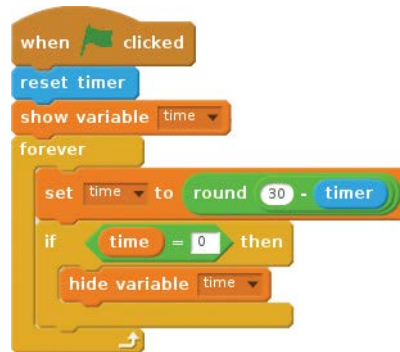 when clicked
reset timer
show variable time
forever
set time to round 30 - timer
if time = 0 then
hide variable time